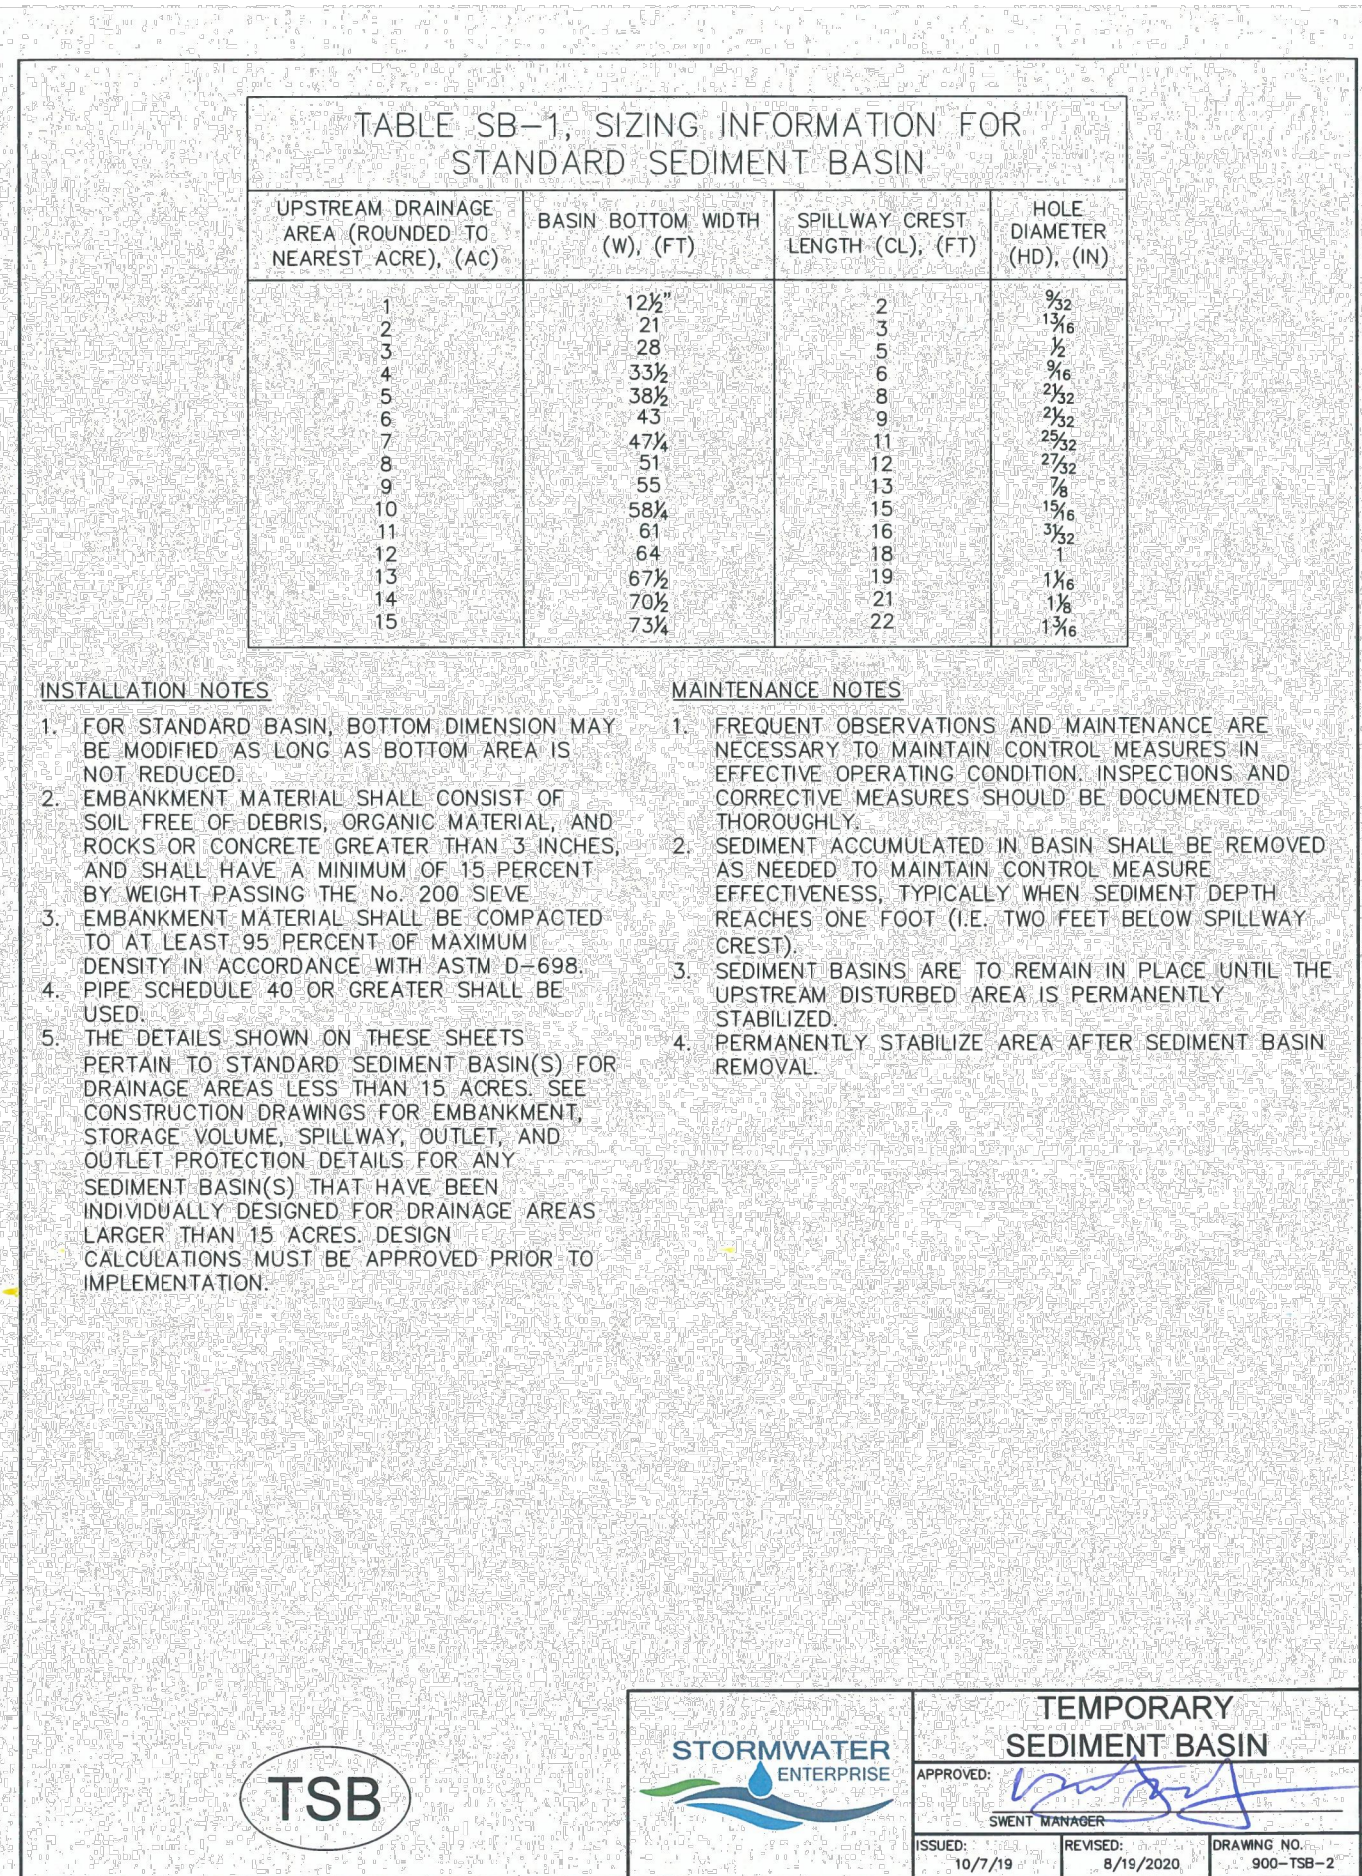 TABLE SB-1, SIZING INFORMATION FOR
STANDARD SEDIMENT BASIN
UPSTREAM DRAINAGE AREA (ROUNDED TO NEAREST ACRE), (AC) BASIN BOTTOM WIDTH (W), (FT) SPILLWAY CREST LENGTH (CL), (FT) HOLE DIAMETER (HD), (IN)
1 12½" 2 9/32
2 21 3 13/16
3 28 5 ½
4 33½ 6 9/16
5 38½ 8 21/32
6 43 9 21/32
7 47¼ 11 25/32
8 51 12 27/32
9 55 13 ⅞
10 58¼ 15 15/16
11 61 16 31/32
12 64 18 1
13 67½ 19 1 1/16
14 70½ 21 1⅛
15 73¼ 22 1 3/16
INSTALLATION NOTES
1. FOR STANDARD BASIN, BOTTOM DIMENSION MAY
BE MODIFIED AS LONG AS BOTTOM AREA IS
NOT REDUCED.
2. EMBANKMENT MATERIAL SHALL CONSIST OF
SOIL FREE OF DEBRIS, ORGANIC MATERIAL, AND
ROCKS OR CONCRETE GREATER THAN 3 INCHES,
AND SHALL HAVE A MINIMUM OF 15 PERCENT
BY WEIGHT PASSING THE No. 200 SIEVE
3. EMBANKMENT MATERIAL SHALL BE COMPACTED
TO AT LEAST 95 PERCENT OF MAXIMUM
DENSITY IN ACCORDANCE WITH ASTM D-698.
4. PIPE SCHEDULE 40 OR GREATER SHALL BE
USED.
5. THE DETAILS SHOWN ON THESE SHEETS
PERTAIN TO STANDARD SEDIMENT BASIN(S) FOR
DRAINAGE AREAS LESS THAN 15 ACRES. SEE
CONSTRUCTION DRAWINGS FOR EMBANKMENT,
STORAGE VOLUME, SPILLWAY, OUTLET, AND
OUTLET PROTECTION DETAILS FOR ANY
SEDIMENT BASIN(S) THAT HAVE BEEN
INDIVIDUALLY DESIGNED FOR DRAINAGE AREAS
LARGER THAN 15 ACRES. DESIGN
CALCULATIONS MUST BE APPROVED PRIOR TO
IMPLEMENTATION.
MAINTENANCE NOTES
1. FREQUENT OBSERVATIONS AND MAINTENANCE ARE
NECESSARY TO MAINTAIN CONTROL MEASURES IN
EFFECTIVE OPERATING CONDITION. INSPECTIONS AND
CORRECTIVE MEASURES SHOULD BE DOCUMENTED
THOROUGHLY.
2. SEDIMENT ACCUMULATED IN BASIN SHALL BE REMOVED
AS NEEDED TO MAINTAIN CONTROL MEASURE
EFFECTIVENESS, TYPICALLY WHEN SEDIMENT DEPTH
REACHES ONE FOOT (I.E. TWO FEET BELOW SPILLWAY
CREST).
3. SEDIMENT BASINS ARE TO REMAIN IN PLACE UNTIL THE
UPSTREAM DISTURBED AREA IS PERMANENTLY
STABILIZED.
4. PERMANENTLY STABILIZE AREA AFTER SEDIMENT BASIN
REMOVAL.
TSB
STORMWATER
ENTERPRISE
TEMPORARY
SEDIMENT BASIN
APPROVED:
SWENT MANAGER
ISSUED: 10/7/19
REVISED: 8/19/2020
DRAWING NO. 900-TSB-2